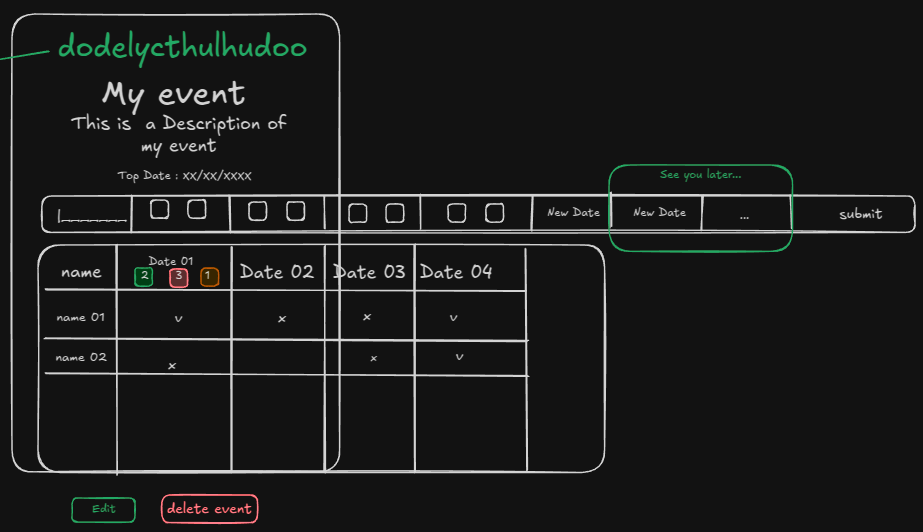 dodelycthulhudoo
My event
This is a Description of
my event
Top Date : xx/xx/xxxx
See you later...
New Date
New Date
...
submit
name
Date 01
2
3
1
Date 02
Date 03
Date 04
name 01
v
x
x
v
name 02
x
x
v
Edit
delete event